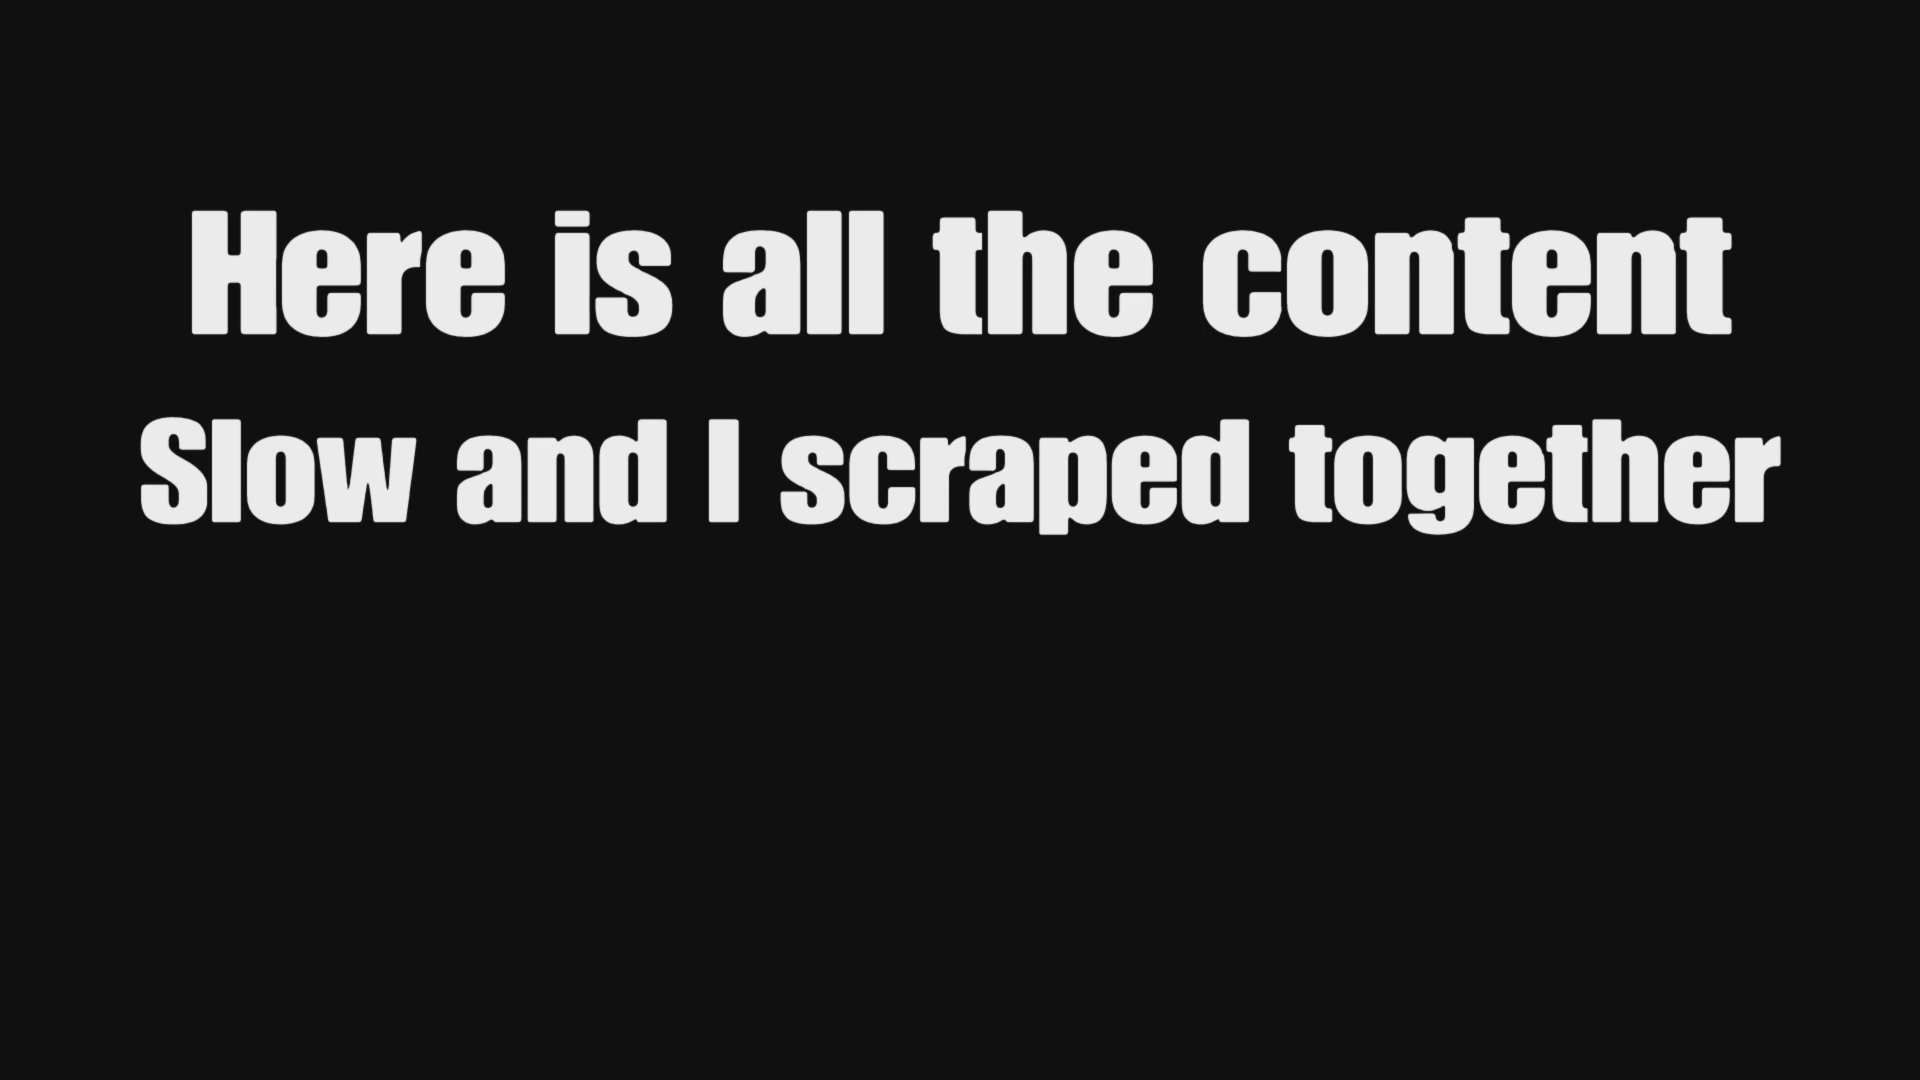 Here is all the content
Slow and I scraped together